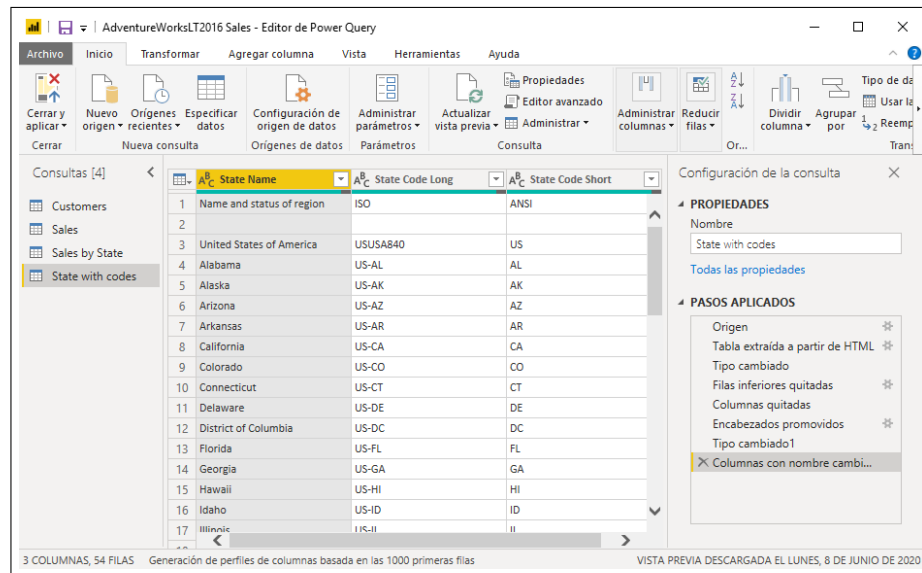 AdventureWorksLT2016 Sales - Editor de Power Query
Archivo Inicio Transformar Agregar columna Vista Herramientas Ayuda
Cerrar y aplicar
Nuevo origen
Orígenes recientes
Especificar datos
Configuración de origen de datos
Administrar parámetros
Actualizar vista previa
Propiedades
Editor avanzado
Administrar
Administrar columnas
Reducir filas
Dividir columna
Agrupar por
Tipo de da
Usar la
Reemp
Cerrar Nueva consulta Orígenes de datos Parámetros Consulta Or... Trans
Consultas [4]
Customers
Sales
Sales by State
State with codes
State Name State Code Long State Code Short
1 Name and status of region ISO ANSI
2
3 United States of America USUSA840 US
4 Alabama US-AL AL
5 Alaska US-AK AK
6 Arizona US-AZ AZ
7 Arkansas US-AR AR
8 California US-CA CA
9 Colorado US-CO CO
10 Connecticut US-CT CT
11 Delaware US-DE DE
12 District of Columbia US-DC DC
13 Florida US-FL FL
14 Georgia US-GA GA
15 Hawaii US-HI HI
16 Idaho US-ID ID
17 Illinois US-IL IL
Configuración de la consulta
PROPIEDADES
Nombre
State with codes
Todas las propiedades
PASOS APLICADOS
Origen
Tabla extraída a partir de HTML
Tipo cambiado
Filas inferiores quitadas
Columnas quitadas
Encabezados promovidos
Tipo cambiado1
Columnas con nombre cambi...
3 COLUMNAS, 54 FILAS Generación de perfiles de columnas basada en las 1000 primeras filas VISTA PREVIA DESCARGADA EL LUNES, 8 DE JUNIO DE 2020